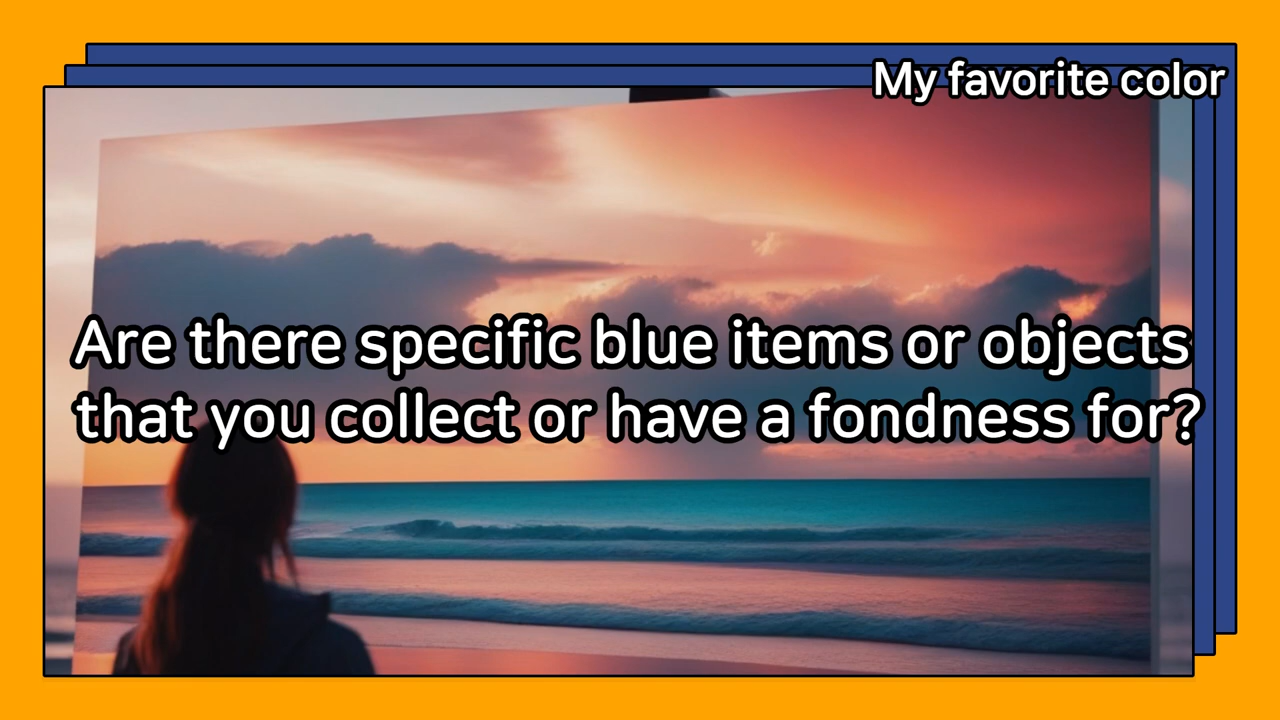 My favorite color
Are there specific blue items or objects
that you collect or have a fondness for?